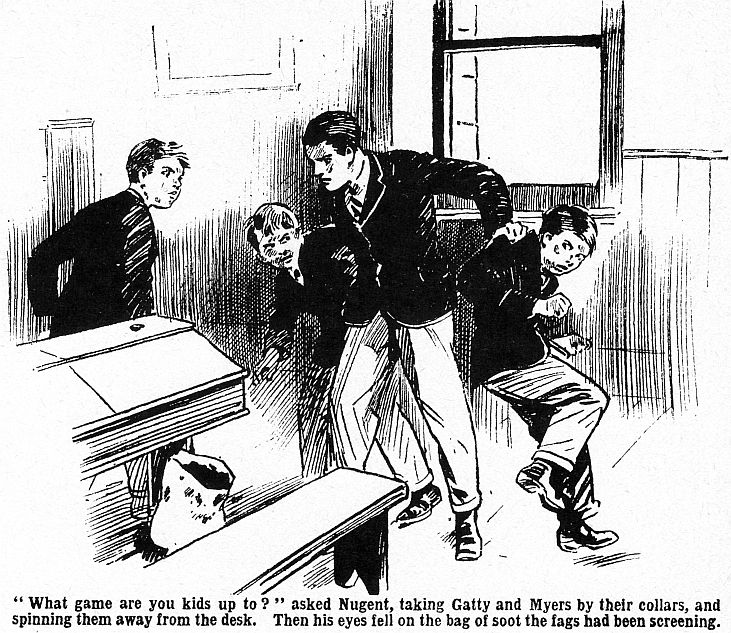 “ What game are you kids up to ? ” asked Nugent, taking Gatty and Myers by their collars, and
spinning them away from the desk. Then his eyes fell on the bag of soot the fags had been screening.